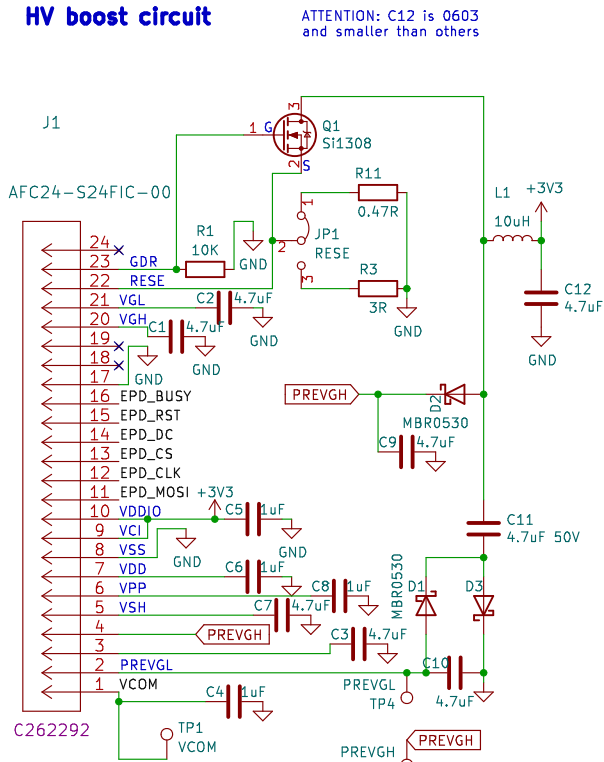 HV boost circuit
ATTENTION: C12 is 0603
and smaller than others
J1
AFC24-S24FIC-00
3
1 G
Q1
Si1308
2
S
R11
0.47R
L1
+3V3
10uH
R1
10K
GND
1
2
JP1
RESE
3
R3
3R
GND
C12
4.7uF
GND
24
23 GDR
22 RESE
21 VGL
C2 4.7uF
GND
20 VGH
C1 4.7uF
GND
19
18
17
GND
16 EPD_BUSY
15 EPD_RST
14 EPD_DC
13 EPD_CS
12 EPD_CLK
11 EPD_MOSI
PREVGH
D2
MBR0530
C9 4.7uF
10 VDDIO
+3V3
C5 1uF
GND
9 VCI
8 VSS
GND
7 VDD
C6 1uF
6 VPP
C8 1uF
5 VSH
C7 4.7uF
4
PREVGH
3
C3 4.7uF
2 PREVGL
1 VCOM
C11
4.7uF 50V
MBR0530
D1
D3
C10
4.7uF
PREVGL
TP4
C4 1uF
TP1
VCOM
C262292
PREVGH
PREVGH